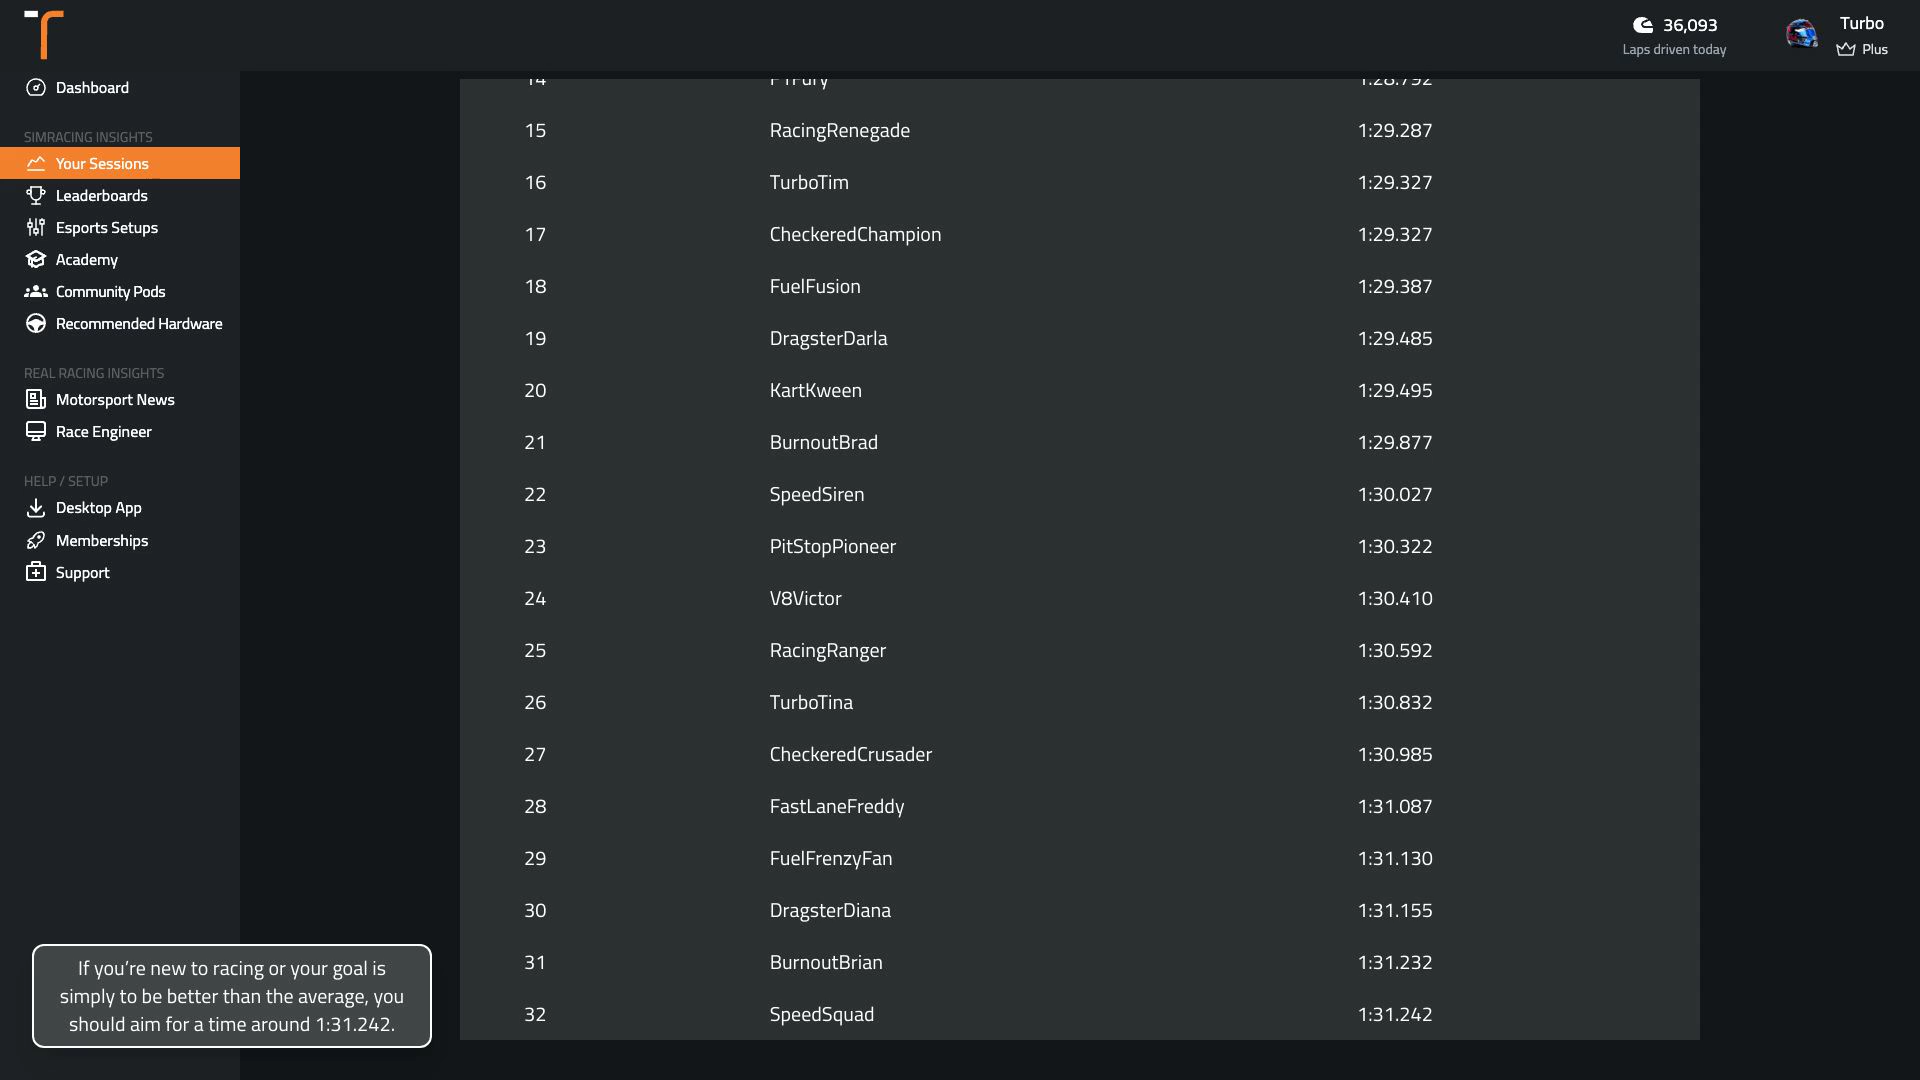 36,093
Laps driven today
Turbo
Plus
Dashboard
SIMRACING INSIGHTS
Your Sessions
Leaderboards
Esports Setups
Academy
Community Pods
Recommended Hardware
REAL RACING INSIGHTS
Motorsport News
Race Engineer
HELP / SETUP
Desktop App
Memberships
Support
14 F1Fury 1:28.792
15 RacingRenegade 1:29.287
16 TurboTim 1:29.327
17 CheckeredChampion 1:29.327
18 FuelFusion 1:29.387
19 DragsterDarla 1:29.485
20 KartKween 1:29.495
21 BurnoutBrad 1:29.877
22 SpeedSiren 1:30.027
23 PitStopPioneer 1:30.322
24 V8Victor 1:30.410
25 RacingRanger 1:30.592
26 TurboTina 1:30.832
27 CheckeredCrusader 1:30.985
28 FastLaneFreddy 1:31.087
29 FuelFrenzyFan 1:31.130
30 DragsterDiana 1:31.155
31 BurnoutBrian 1:31.232
32 SpeedSquad 1:31.242
If you’re new to racing or your goal is
simply to be better than the average, you
should aim for a time around 1:31.242.